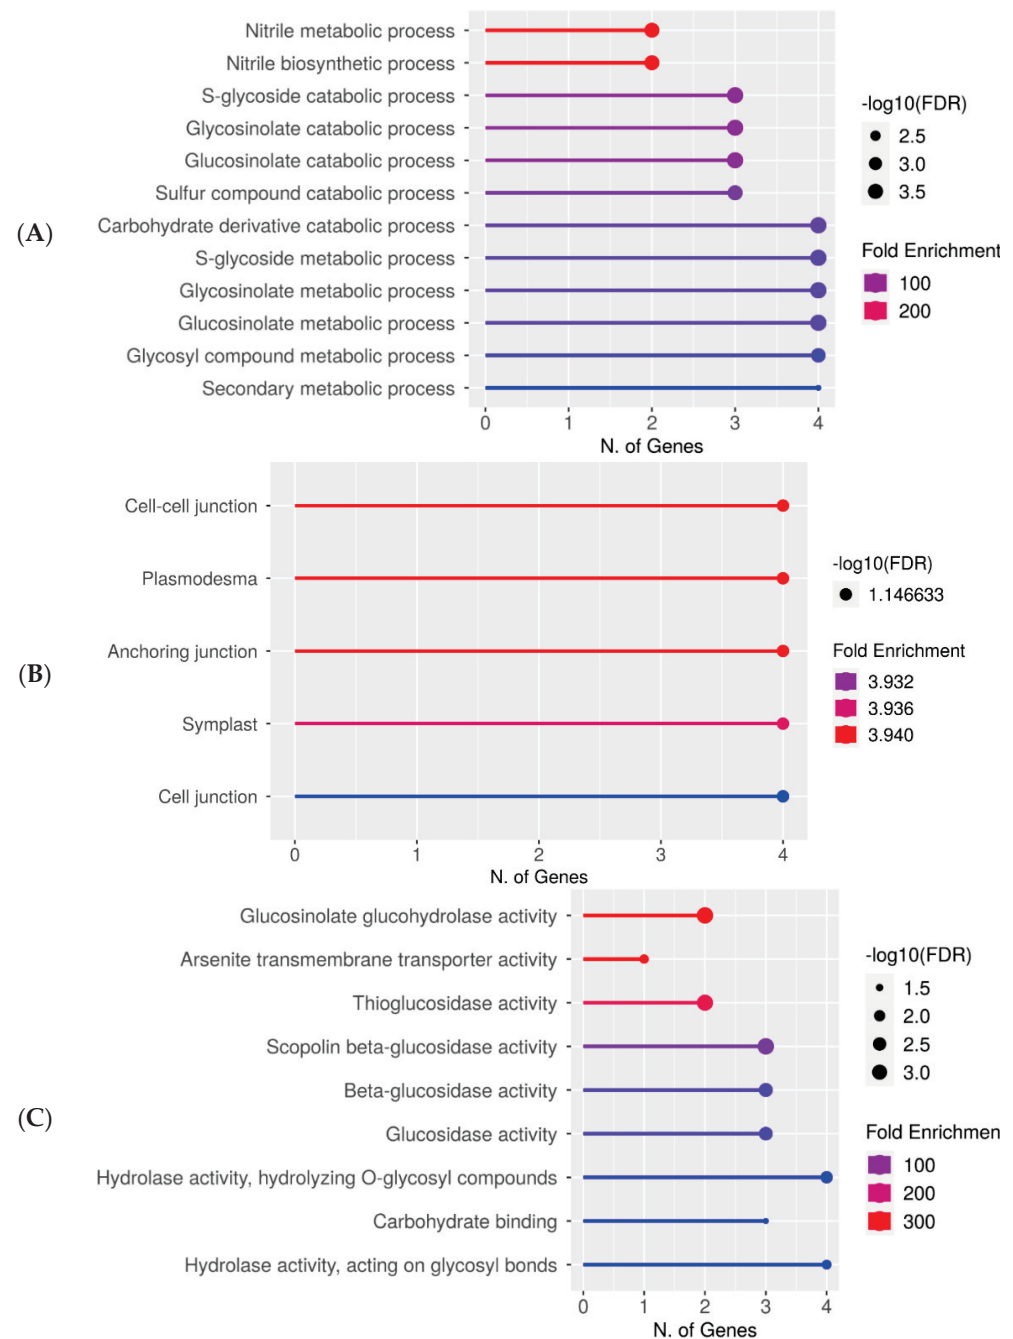 (A)
Nitrile metabolic process
Nitrile biosynthetic process
S-glycoside catabolic process
Glycosinolate catabolic process
Glucosinolate catabolic process
Sulfur compound catabolic process
Carbohydrate derivative catabolic process
S-glycoside metabolic process
Glycosinolate metabolic process
Glucosinolate metabolic process
Glycosyl compound metabolic process
Secondary metabolic process
0 1 2 3 4
N. of Genes
-log10(FDR)
2.5
3.0
3.5
Fold Enrichment
100
200
(B)
Cell-cell junction
Plasmodesma
Anchoring junction
Symplast
Cell junction
0 1 2 3 4
N. of Genes
-log10(FDR)
1.146633
Fold Enrichment
3.932
3.936
3.940
(C)
Glucosinolate glucohydrolase activity
Arsenite transmembrane transporter activity
Thioglucosidase activity
Scopolin beta-glucosidase activity
Beta-glucosidase activity
Glucosidase activity
Hydrolase activity, hydrolyzing O-glycosyl compounds
Carbohydrate binding
Hydrolase activity, acting on glycosyl bonds
0 1 2 3 4
N. of Genes
-log10(FDR)
1.5
2.0
2.5
3.0
Fold Enrichmen
100
200
300